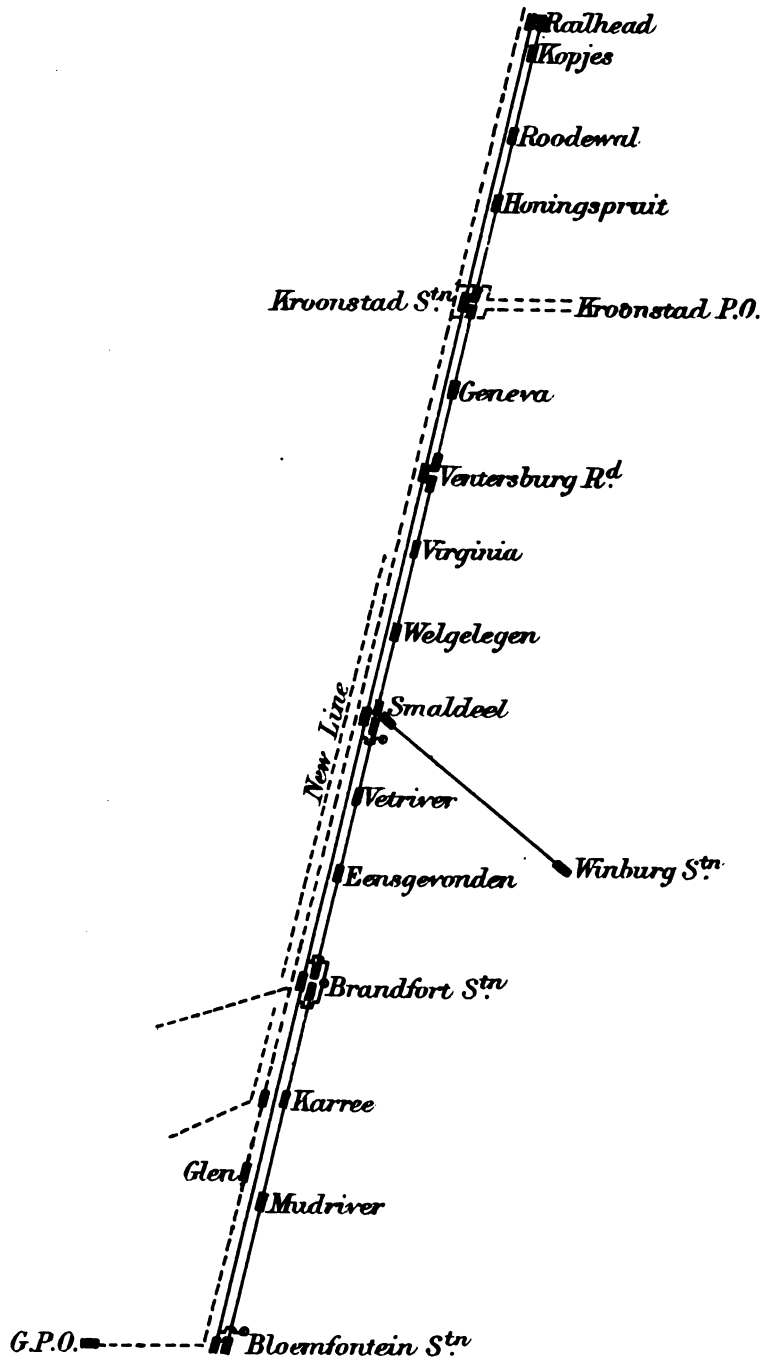 Railhead
Kopjes
Roodewal
Honingspruit
Kroonstad Stn.
Kroonstad P.O.
Geneva
Ventersburg Rd.
Virginia
Welgelegen
Smaldeel
New Line
Vetriver
Winburg Stn.
Eensgevonden
Brandfort Stn.
Karree
Glen
Mudriver
G.P.O.
Bloemfontein Stn.